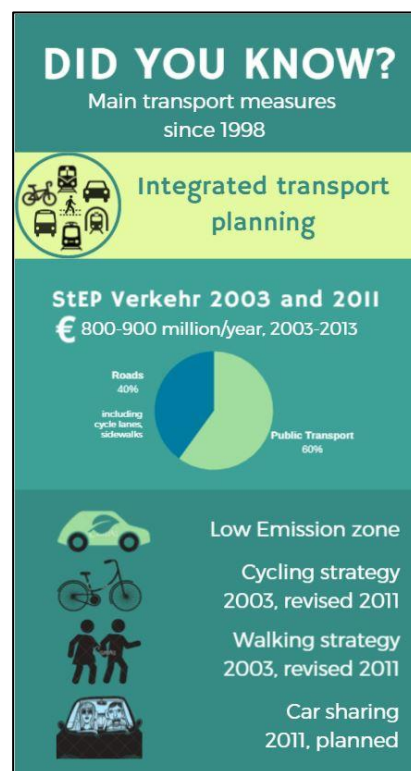 DID YOU KNOW?
Main transport measures
since 1998
Integrated transport
planning
StEP Verkehr 2003 and 2011
€ 800-900 million/year, 2003-2013
Roads
40%
including
cycle lanes,
sidewalks
Public Transport
60%
Low Emission zone
Cycling strategy
2003, revised 2011
Walking strategy
2003, revised 2011
Car sharing
2011, planned